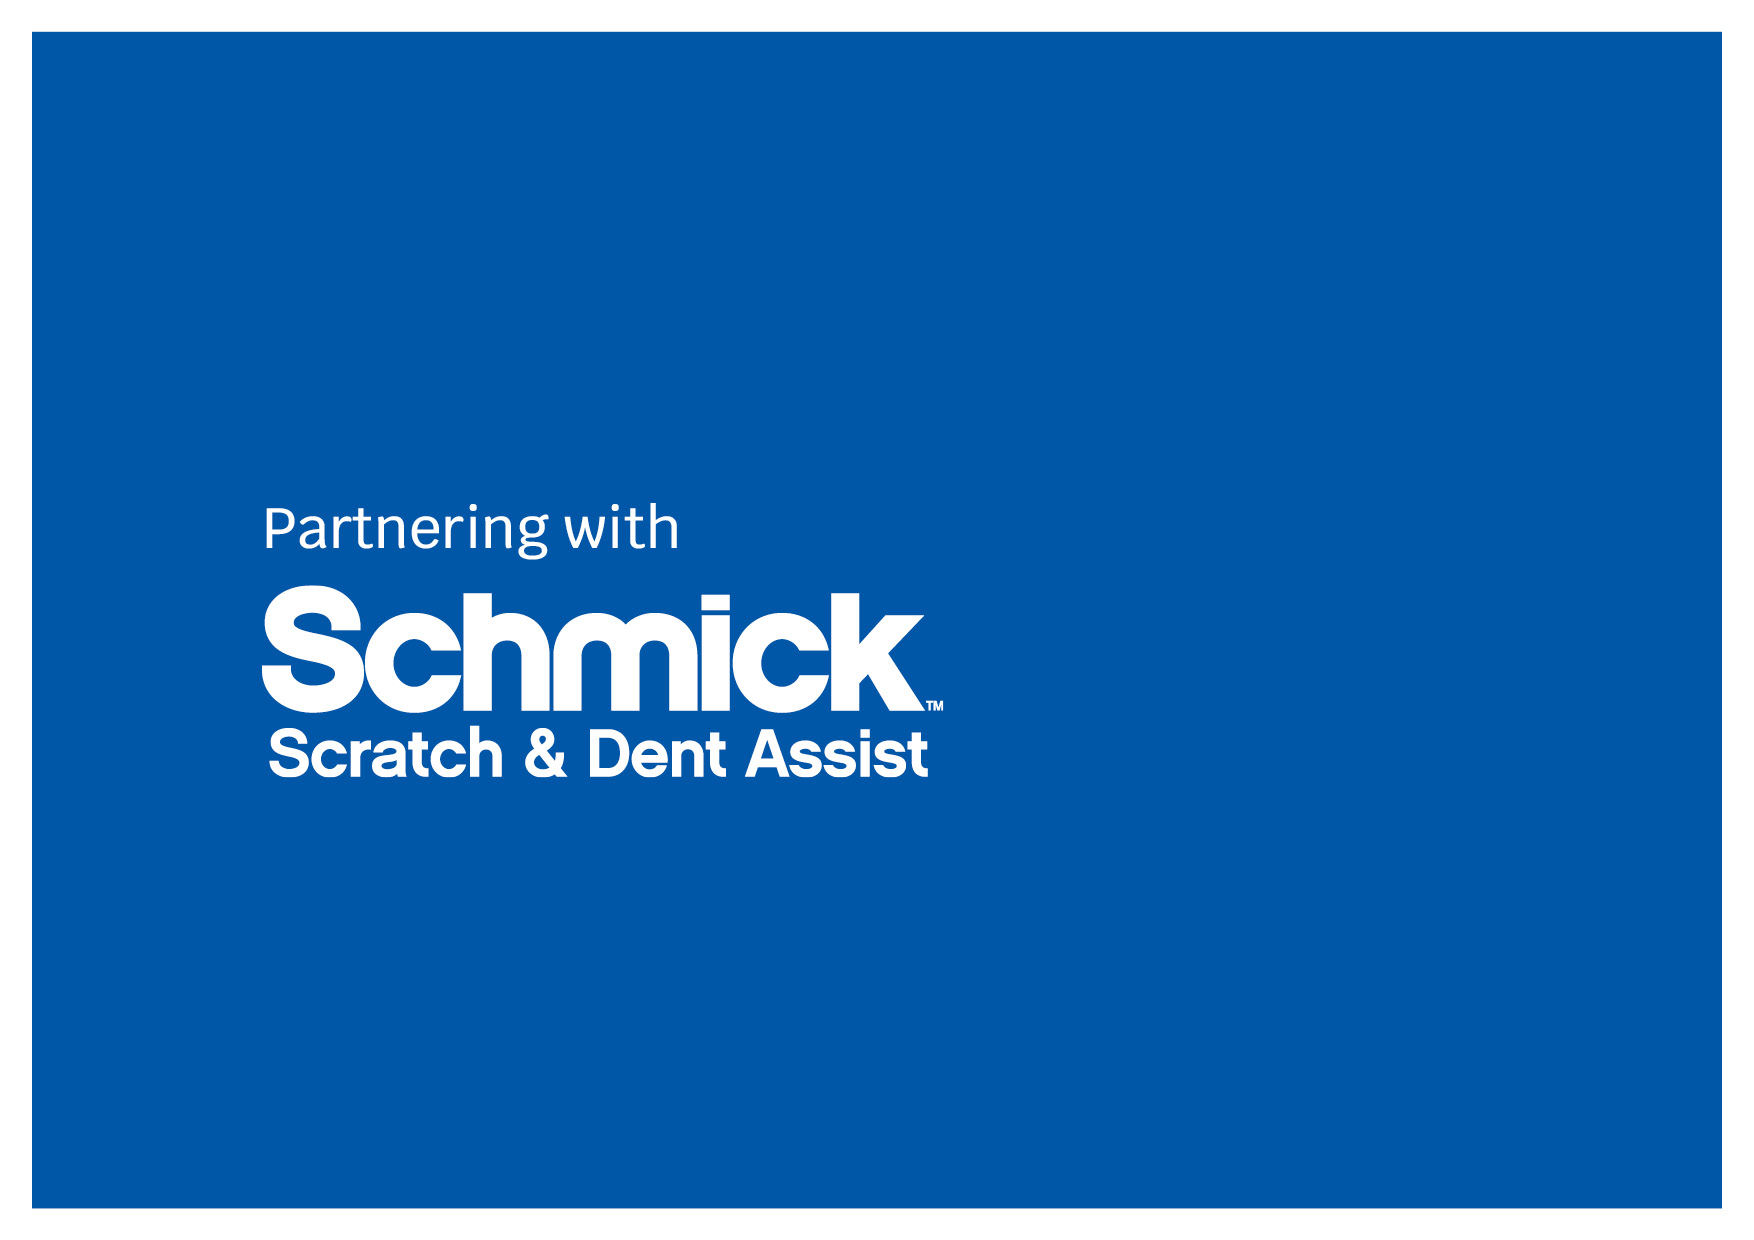 Partnering with
Schmick™
Scratch & Dent Assist